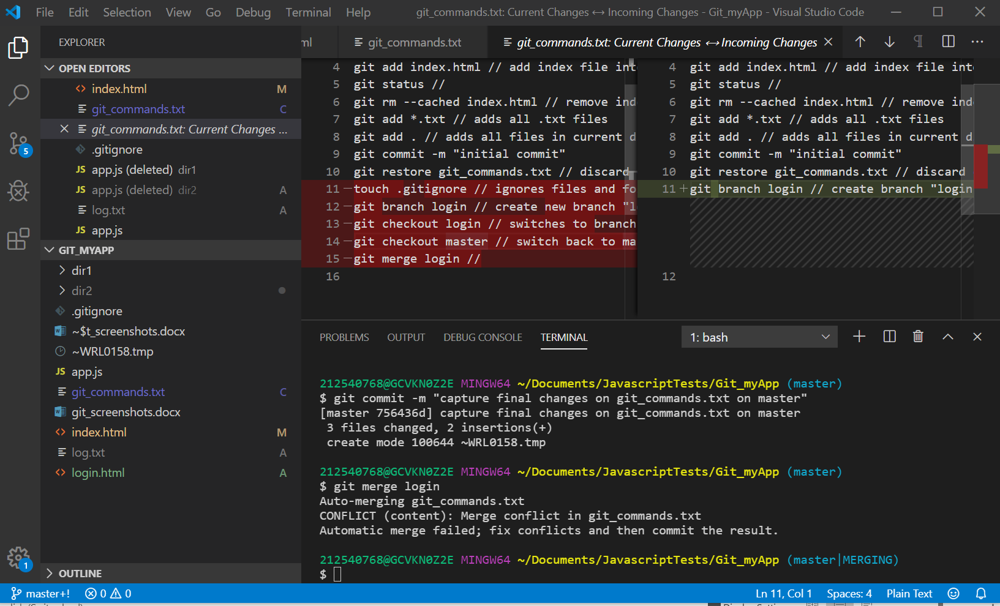 File Edit Selection View Go Debug Terminal Help git_commands.txt: Current Changes ↔ Incoming Changes - Git_myApp - Visual Studio Code
EXPLORER
OPEN EDITORS
index.html M
git_commands.txt C
git_commands.txt: Current Changes ...
.gitignore
JS app.js (deleted) dir1
JS app.js (deleted) dir2 A
log.txt A
JS app.js
GIT_MYAPP
dir1
dir2
.gitignore
~$t_screenshots.docx
~WRL0158.tmp
JS app.js
git_commands.txt C
git_screenshots.docx
index.html M
log.txt A
login.html A
OUTLINE
5
1
ml git_commands.txt git_commands.txt: Current Changes ↔ Incoming Changes
4 git add index.html // add index file int
5 git status //
6 git rm --cached index.html // remove ind
7 git add *.txt // adds all .txt files
8 git add . // adds all files in current d
9 git commit -m "initial commit"
10 git restore git_commands.txt // discard
11 —touch .gitignore // ignores files and fo
12 —git branch login // create new branch "l
13 —git checkout login // switches to branch
14 —git checkout master // switch back to ma
15 —git merge login //
16
4 git add index.html // add index file int
5 git status //
6 git rm --cached index.html // remove ind
7 git add *.txt // adds all .txt files
8 git add . // adds all files in current d
9 git commit -m "initial commit"
10 git restore git_commands.txt // discard
11 +git branch login // create branch "login
12
PROBLEMS OUTPUT DEBUG CONSOLE TERMINAL 1: bash
212540768@GCVKN0Z2E MINGW64 ~/Documents/JavascriptTests/Git_myApp (master)
$ git commit -m "capture final changes on git_commands.txt on master"
[master 756436d] capture final changes on git_commands.txt on master
3 files changed, 2 insertions(+)
create mode 100644 ~WRL0158.tmp
212540768@GCVKN0Z2E MINGW64 ~/Documents/JavascriptTests/Git_myApp (master)
$ git merge login
Auto-merging git_commands.txt
CONFLICT (content): Merge conflict in git_commands.txt
Automatic merge failed; fix conflicts and then commit the result.
212540768@GCVKN0Z2E MINGW64 ~/Documents/JavascriptTests/Git_myApp (master|MERGING)
$
master+! 0 0 Ln 11, Col 1 Spaces: 4 Plain Text